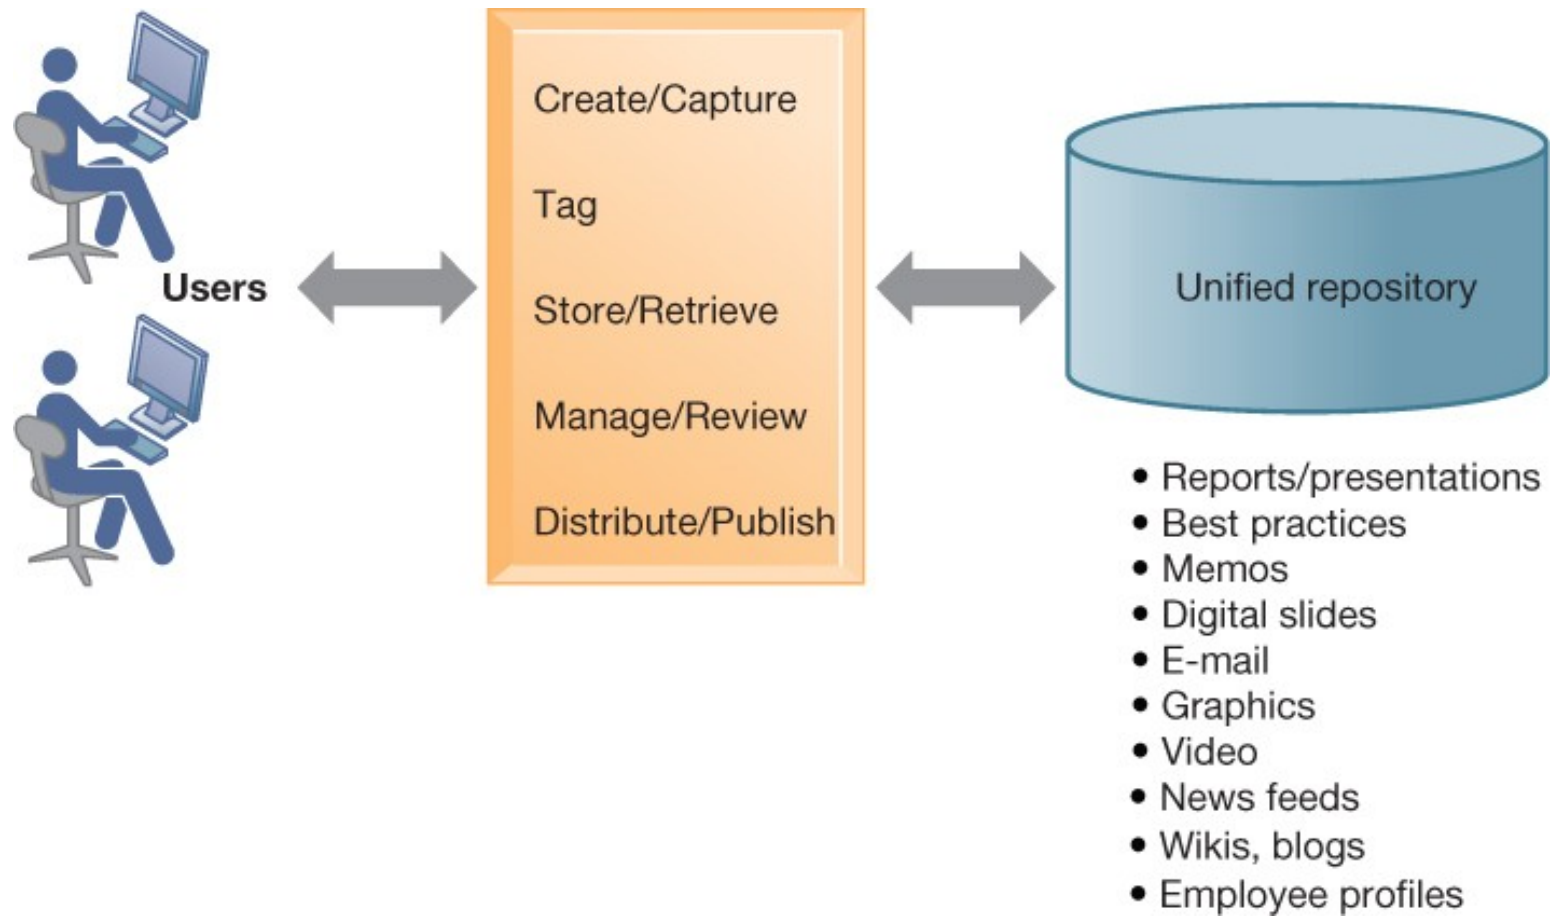 Users
Create/Capture
Tag
Store/Retrieve
Manage/Review
Distribute/Publish
Unified repository
• Reports/presentations
• Best practices
• Memos
• Digital slides
• E-mail
• Graphics
• Video
• News feeds
• Wikis, blogs
• Employee profiles